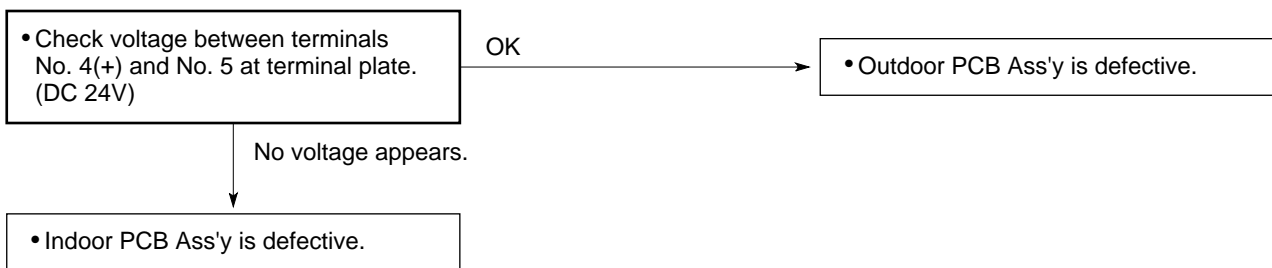 • Check voltage between terminals
No. 4(+) and No. 5 at terminal plate.
(DC 24V)
OK
• Outdoor PCB Ass'y is defective.
No voltage appears.
• Indoor PCB Ass'y is defective.